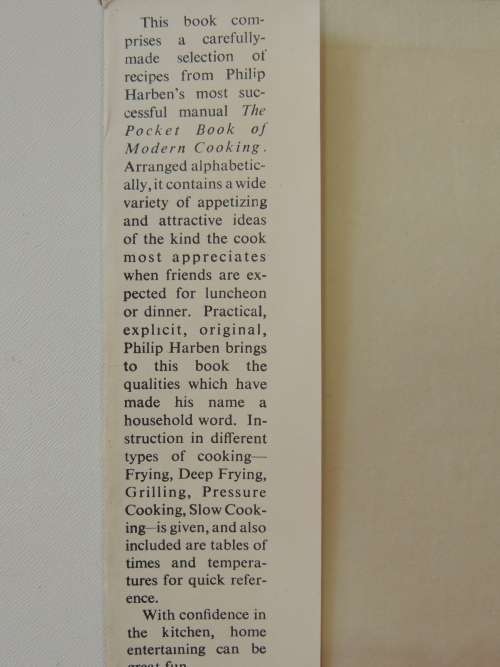 This book com-
prises a carefully-
made selection of
recipes from Philip
Harben's most suc-
cessful manual The
Pocket Book of
Modern Cooking.
Arranged alphabetic-
ally, it contains a wide
variety of appetizing
and attractive ideas
of the kind the cook
most appreciates
when friends are ex-
pected for luncheon
or dinner. Practical,
explicit, original,
Philip Harben brings
to this book the
qualities which have
made his name a
household word. In-
struction in different
types of cooking—
Frying, Deep Frying,
Grilling, Pressure
Cooking, Slow Cook-
ing—is given, and also
included are tables of
times and tempera-
tures for quick refer-
ence.
With confidence in
the kitchen, home
entertaining can be
great fun